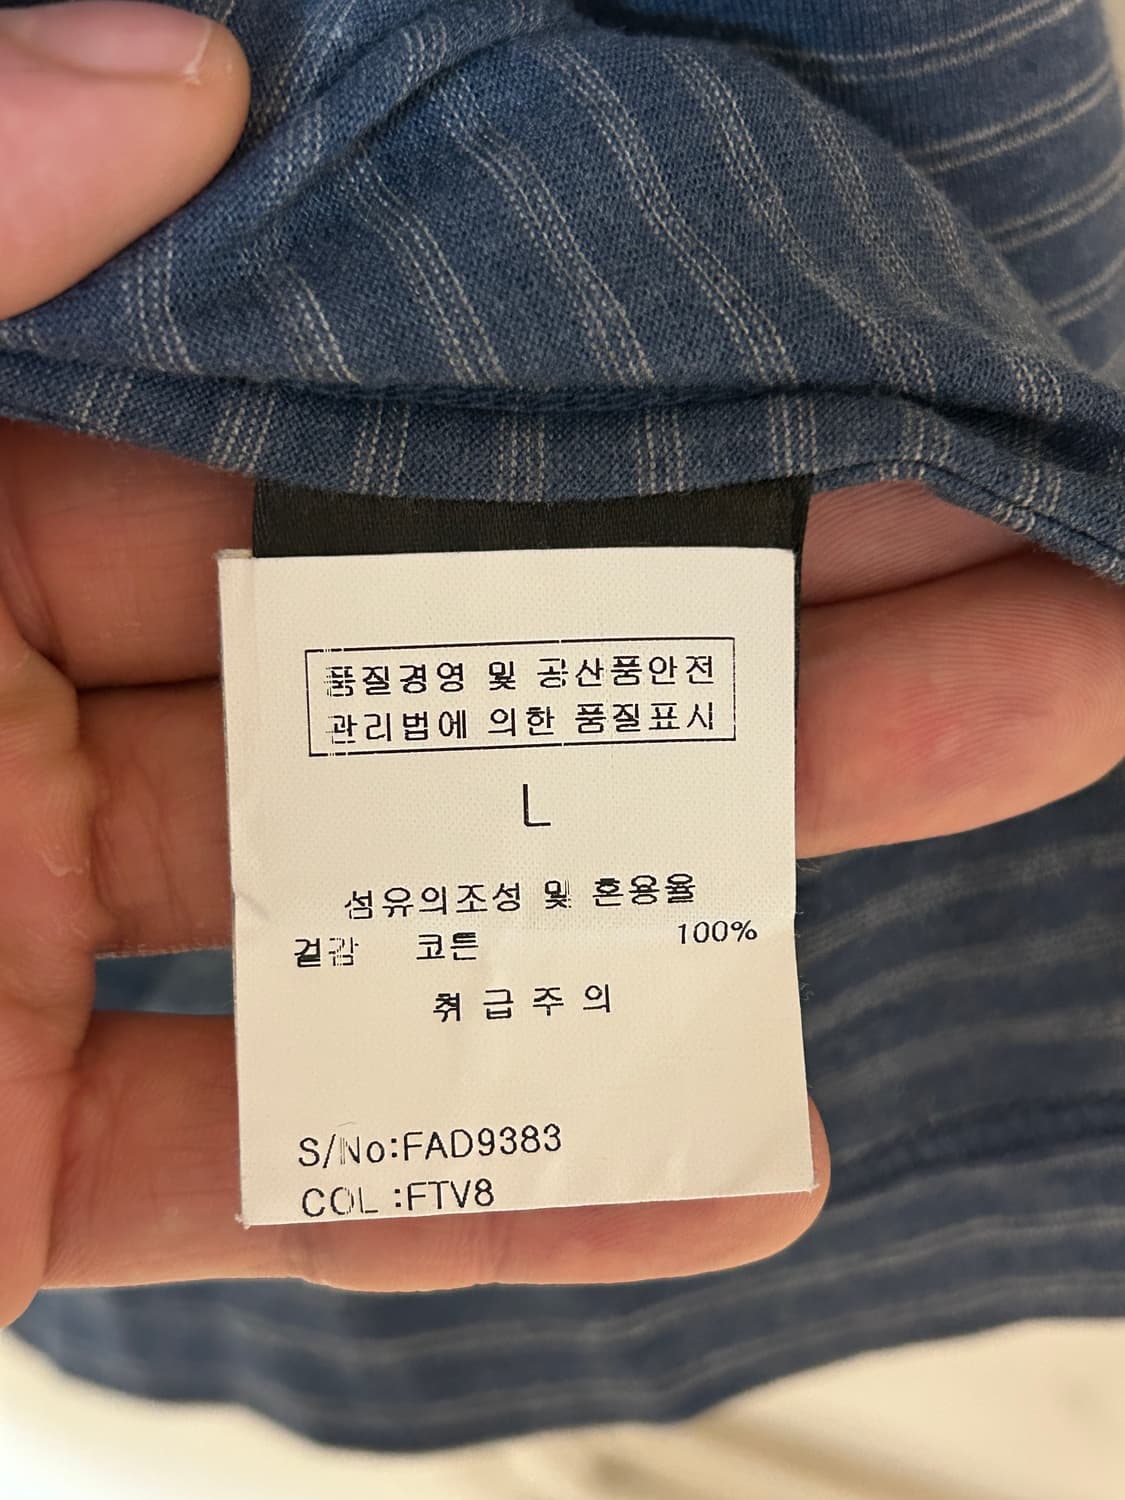 품질경영 및 공산품안전
관리법에 의한 품질표시
L
섬유의조성 및 혼용율
겉감 코튼 100%
취급주의
S/No:FAD9383
COL :FTV8